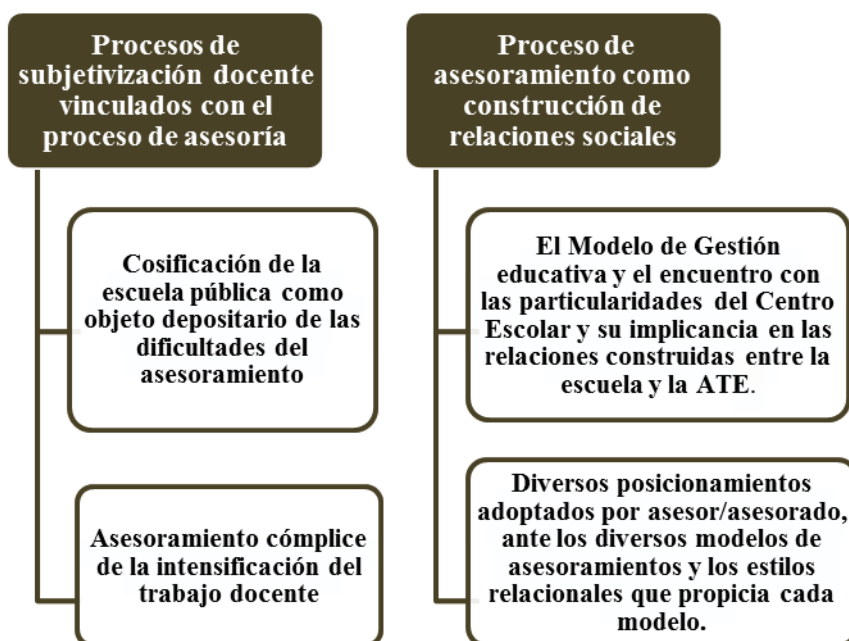 Procesos de
subjetivización docente
vinculados con el
proceso de asesoría
Cosificación de la
escuela pública como
objeto depositario de las
dificultades del
asesoramiento
Asesoramiento cómplice
de la intensificación del
trabajo docente
Proceso de
asesoramiento como
construcción de
relaciones sociales
El Modelo de Gestión
educativa y el encuentro con
las particularidades del Centro
Escolar y su implicancia en las
relaciones construidas entre la
escuela y la ATE.
Diversos posicionamientos
adoptados por asesor/asesorado,
ante los diversos modelos de
asesoramientos y los estilos
relacionales que propicia cada
modelo.